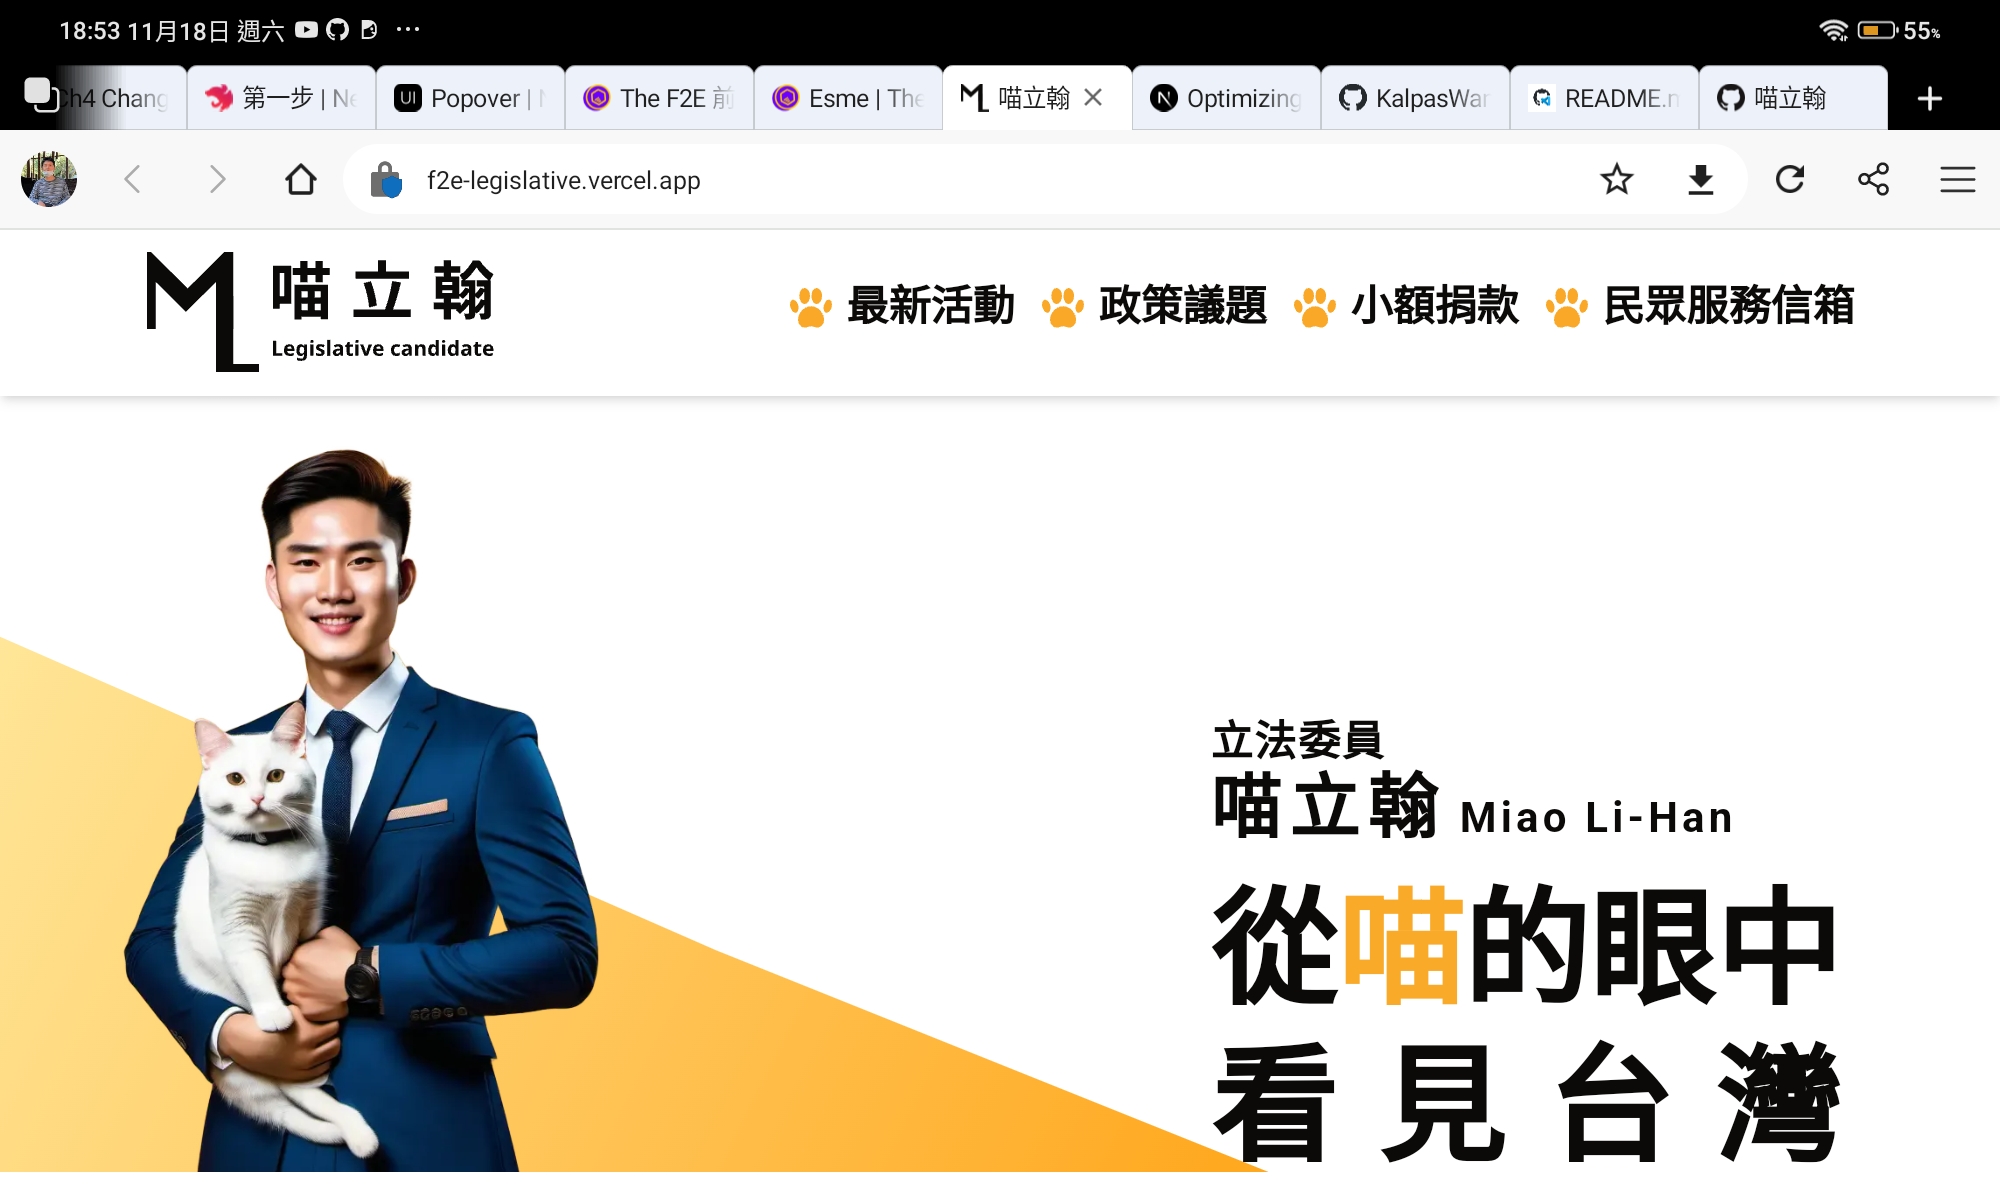 18:53 11月18日 週六 ... 55%
Ch4 Chang
第一步 | Ne
Popover |
The F2E 前
Esme | The
喵立翰
Optimizing
KalpasWar
README.n
喵立翰
f2e-legislative.vercel.app
ML 喵立翰
Legislative candidate
最新活動 政策議題 小額捐款 民眾服務信箱
立法委員
喵立翰 Miao Li-Han
從喵的眼中
看見台灣